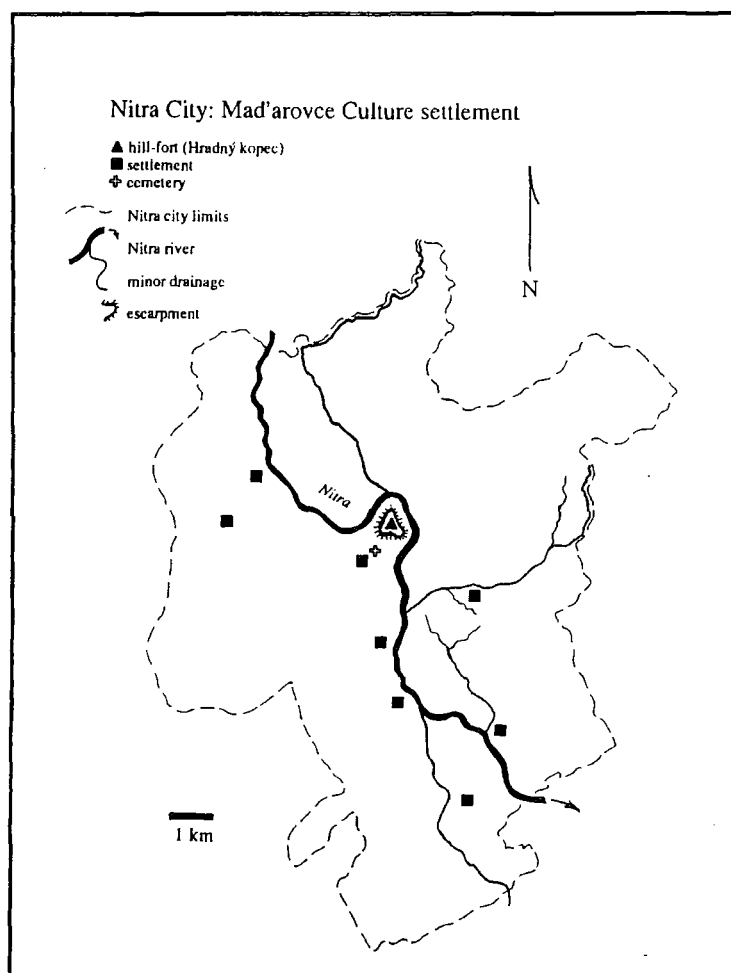 Nitra City: Mad'arovce Culture settlement
hill-fort (Hradný kopec)
settlement
cemetery
Nitra city limits
Nitra river
minor drainage
escarpment
N
Nitra
1 km